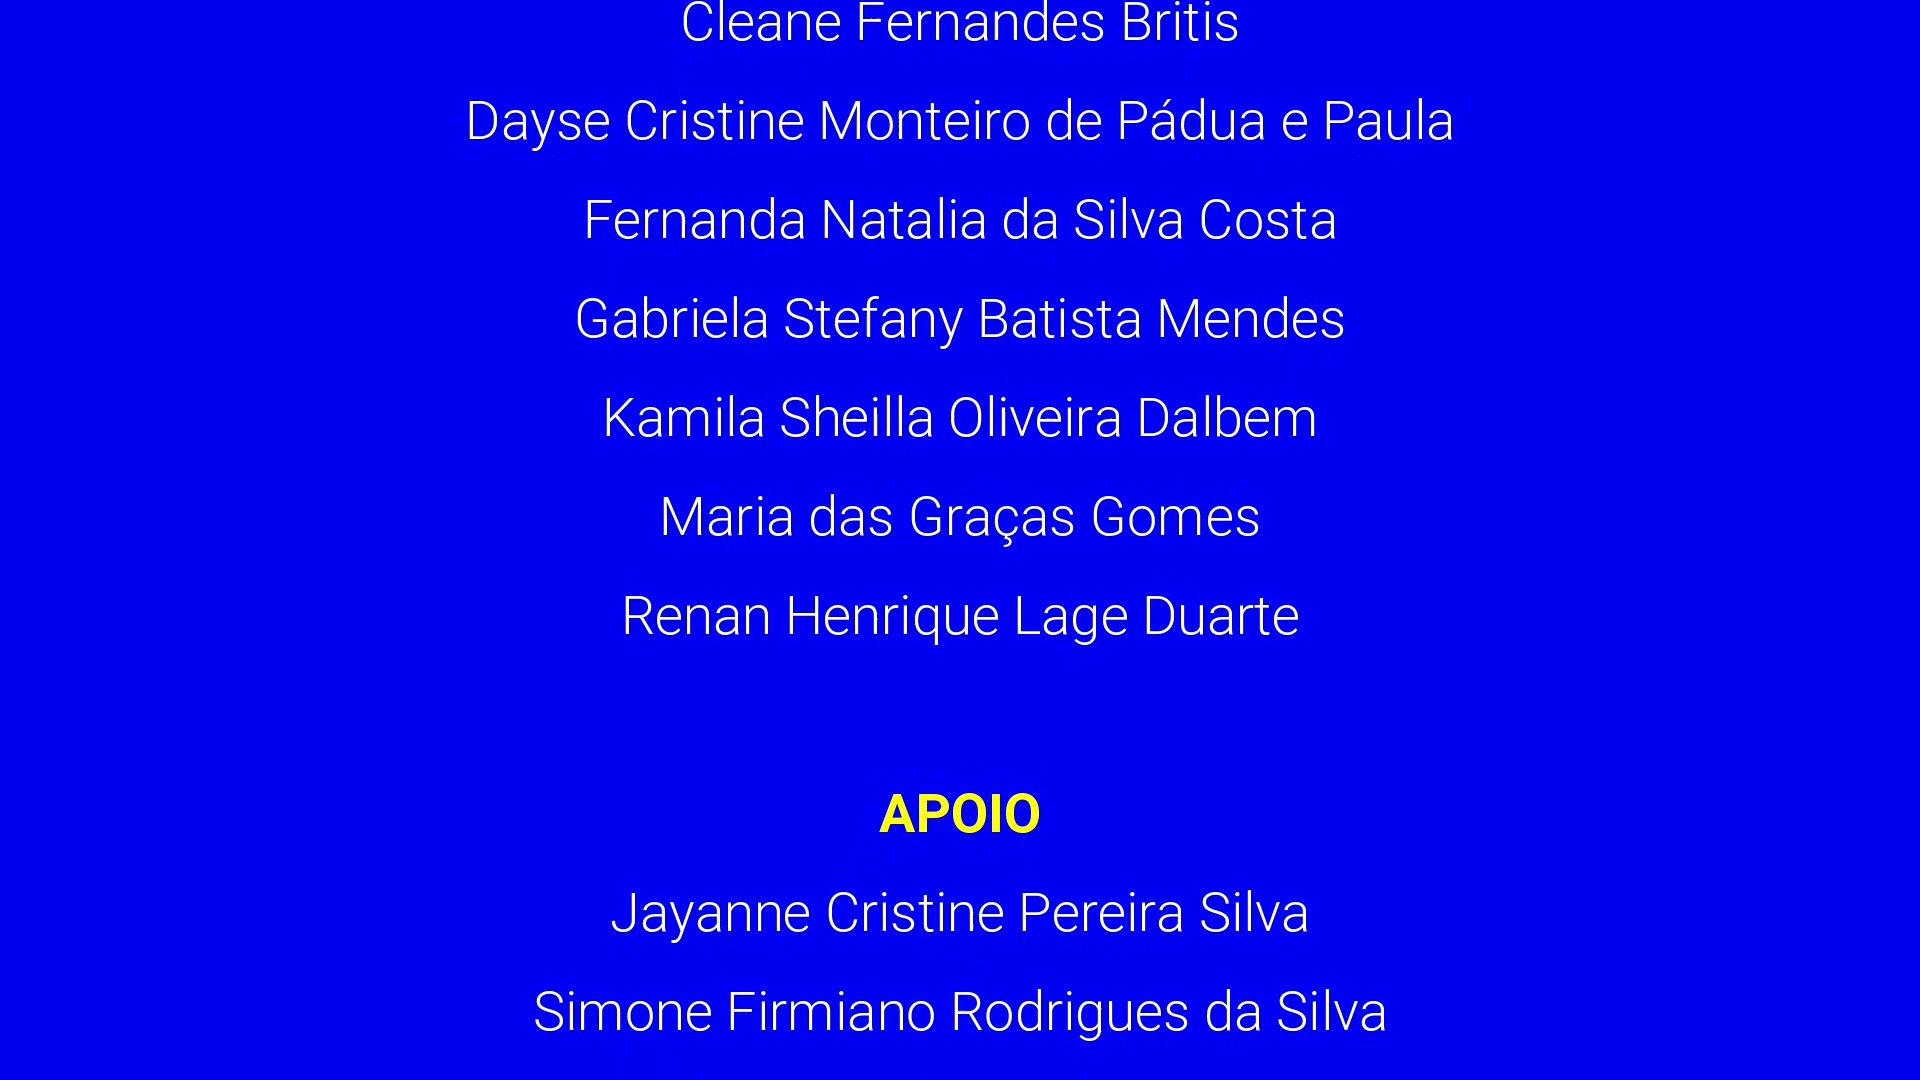 Cleane Fernandes Britis
Dayse Cristine Monteiro de Pádua e Paula
Fernanda Natalia da Silva Costa
Gabriela Stefany Batista Mendes
Kamila Sheilla Oliveira Dalbem
Maria das Graças Gomes
Renan Henrique Lage Duarte
APOIO
Jayanne Cristine Pereira Silva
Simone Firmiano Rodrigues da Silva